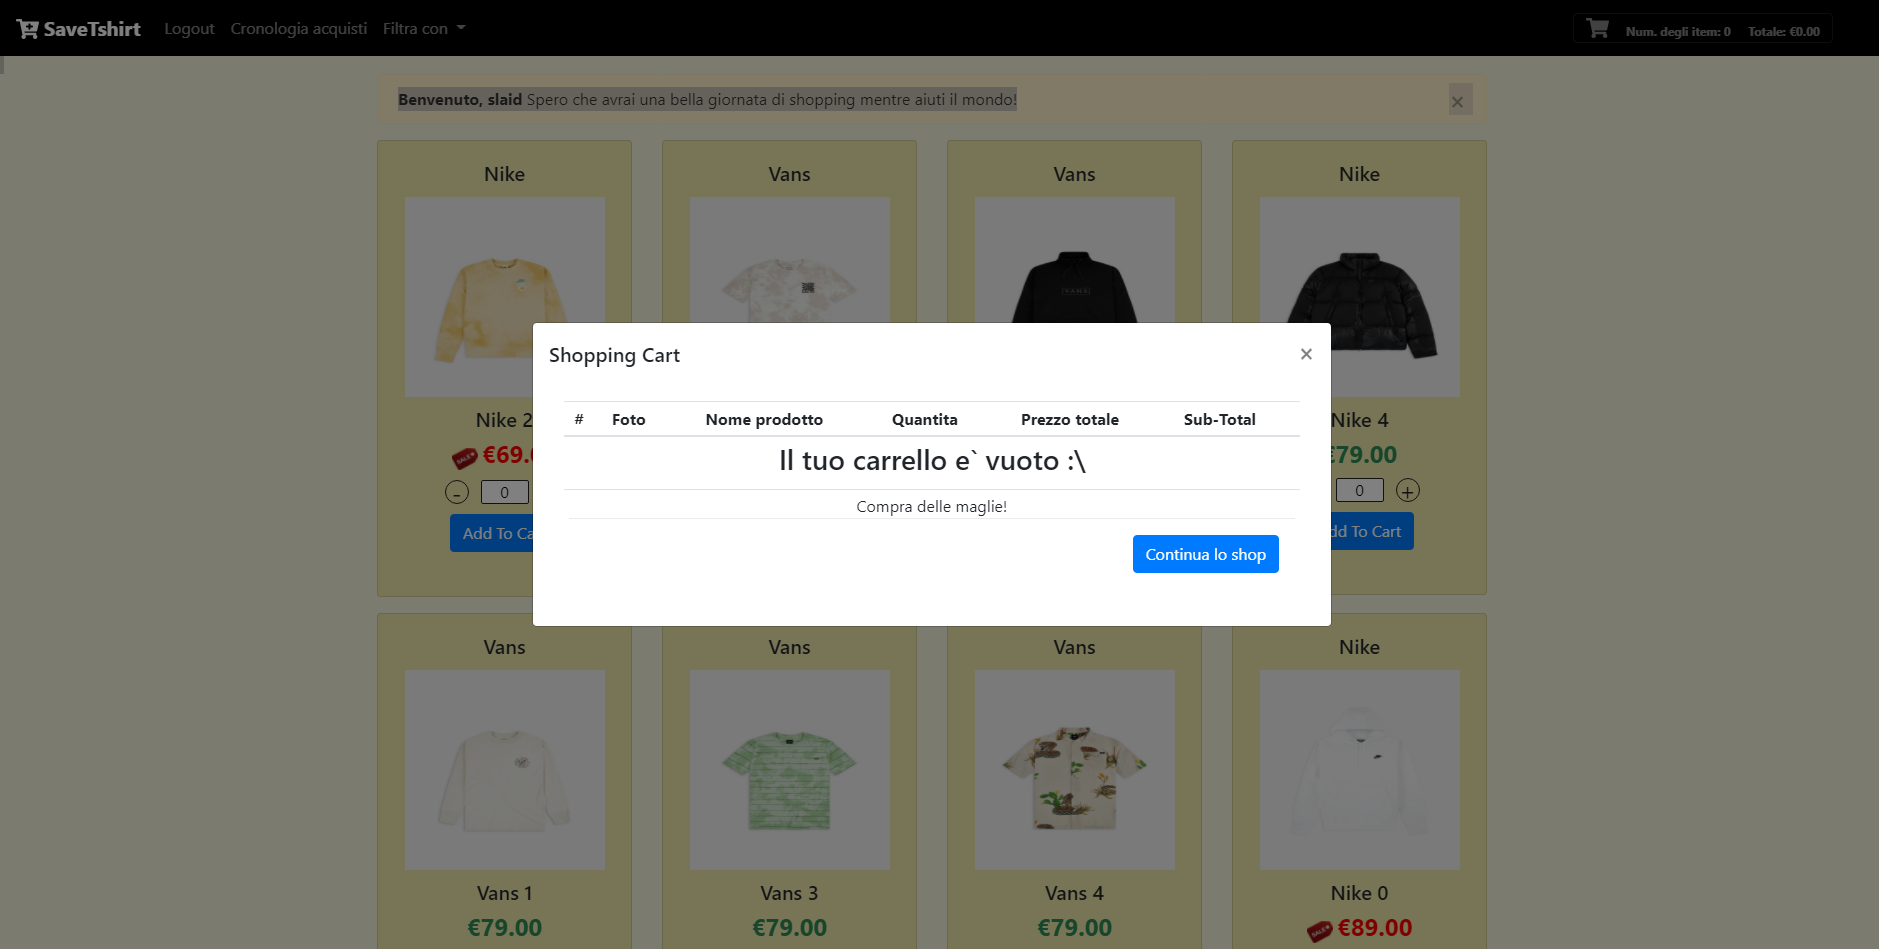 SaveTshirt Logout Cronologia acquisti Filtra con Num. degli item: 0 Totale: €0.00
Benvenuto, slaid Spero che avrai una bella giornata di shopping mentre aiuti il mondo! ×
Nike Vans Vans Nike
VANS
Shopping Cart ×
# Foto Nome prodotto Quantita Prezzo totale Sub-Total
Il tuo carrello e` vuoto :\
Compra delle maglie!
Continua lo shop
Nike 2 Nike 4
SALE €69.0 €79.00
- 0 0 +
Add To Ca dd To Cart
Vans Vans Vans Nike
Vans 1 Vans 3 Vans 4 Nike 0
€79.00 €79.00 €79.00 SALE €89.00